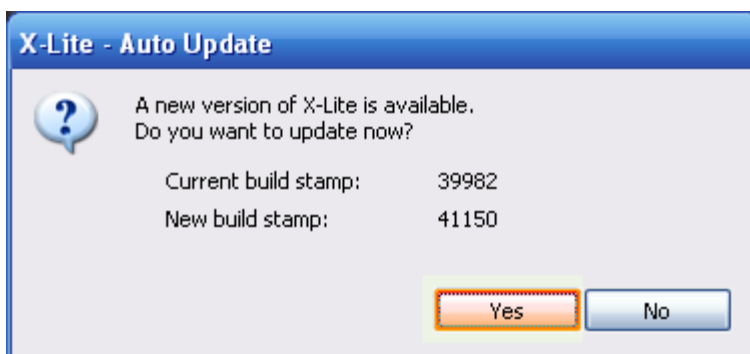 X-Lite - Auto Update
A new version of X-Lite is available.
Do you want to update now?
Current build stamp: 39982
New build stamp: 41150
Yes No